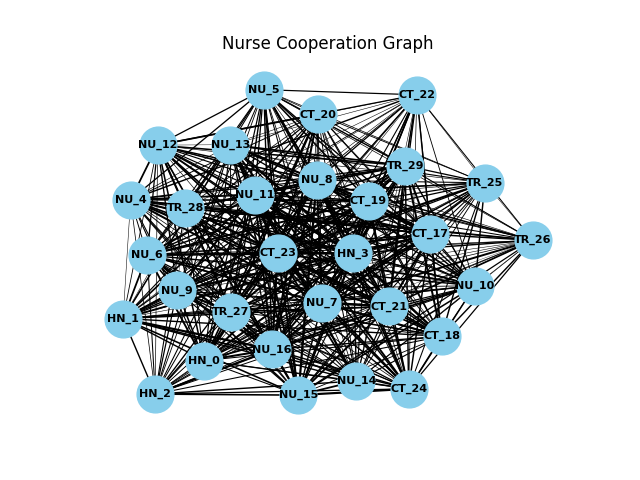 Nurse Cooperation Graph
NU_5
CT_22
CT_20
NU_12
NU_13
TR_29
NU_8
TR_25
NU_11
NU_4
CT_19
TR_28
CT_17
TR_26
CT_23
HN_3
NU_6
NU_10
NU_9
NU_7
CT_21
TR_27
HN_1
CT_18
NU_16
HN_0
NU_14
CT_24
HN_2
NU_15